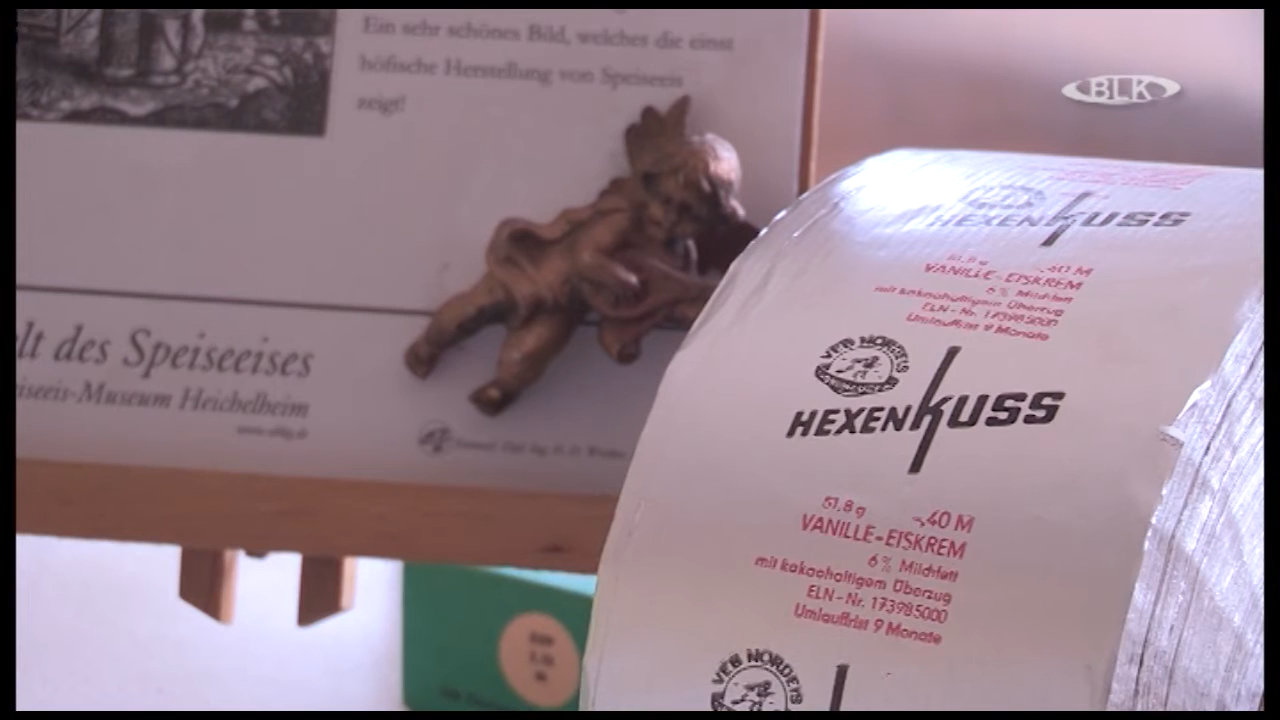 Ein sehr schönes Bild, welches die einst
höfische Herstellung von Speiseeis
zeigt!
BLK
HEXENKUSS
VANILLE-EISKREM
6% Milchfett
mit kakaohaltigem Überzug
ELN-Nr. 173985000
Umlauffrist 9 Monate
VEB NORDEIS
HEXENKUSS
51,8g -,40 M
VANILLE-EISKREM
6% Milchfett
mit kakaohaltigem Überzug
ELN-Nr. 173985000
Umlauffrist 9 Monate
VEB NORDEIS
lt des Speiseeises
iseeis-Museum Heichelheim